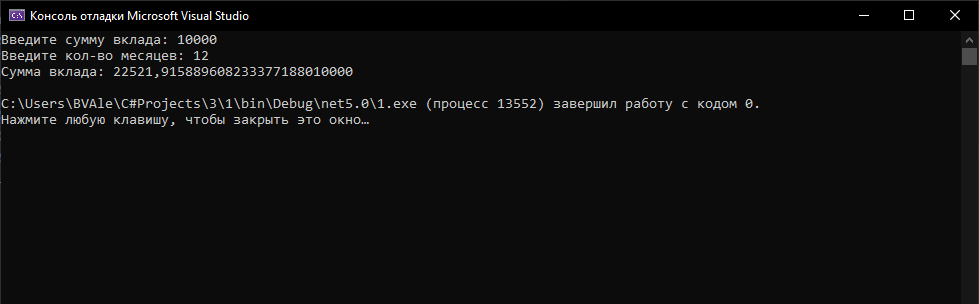 Консоль отладки Microsoft Visual Studio
Введите сумму вклада: 10000
Введите кол-во месяцев: 12
Сумма вклада: 22521,915889608233377188010000
C:\Users\BVAle\C#Projects\3\1\bin\Debug\net5.0\1.exe (процесс 13552) завершил работу с кодом 0.
Нажмите любую клавишу, чтобы закрыть это окно…